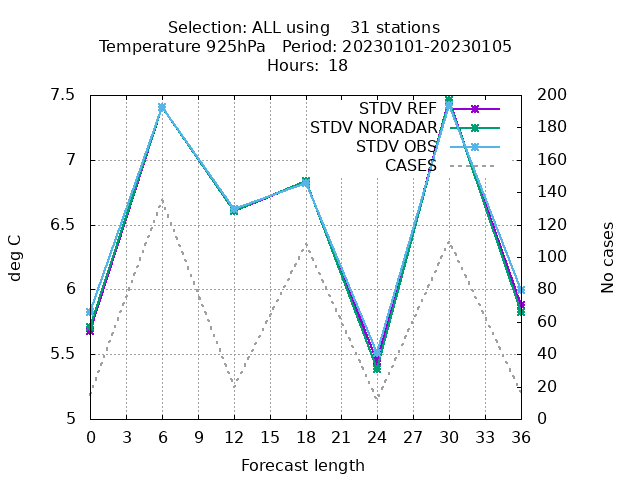 Selection: ALL using    31 stations
Temperature 925hPa   Period: 20230101-20230105
Hours: 18
7.5
7
6.5
6
5.5
5
deg C
200
180
160
140
120
100
80
60
40
20
0
No cases
STDV REF
STDV NORADAR
STDV OBS
CASES
0 3 6 9 12 15 18 21 24 27 30 33 36
Forecast length